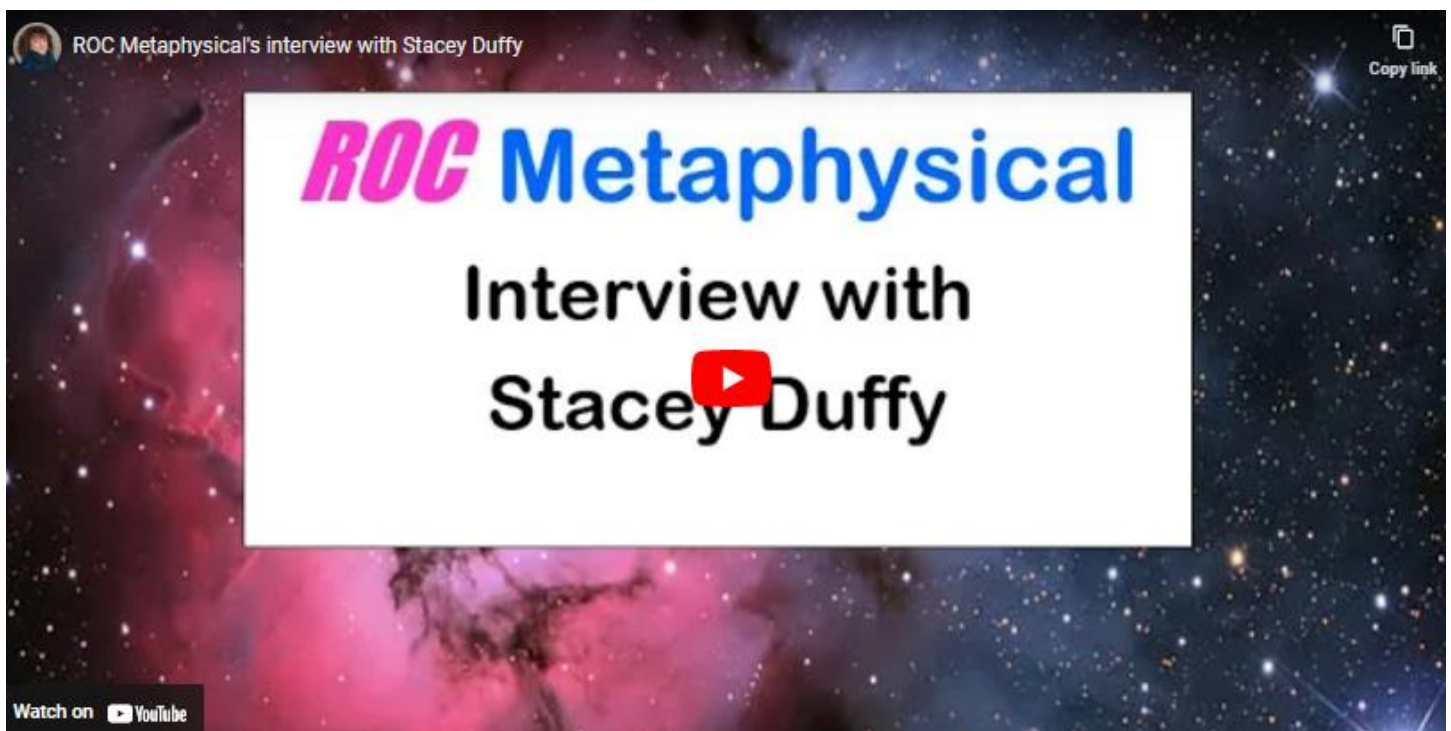 ROC Metaphysical's interview with Stacey Duffy
Copy link
ROC Metaphysical
Interview with
Stacey Duffy
Watch on YouTube